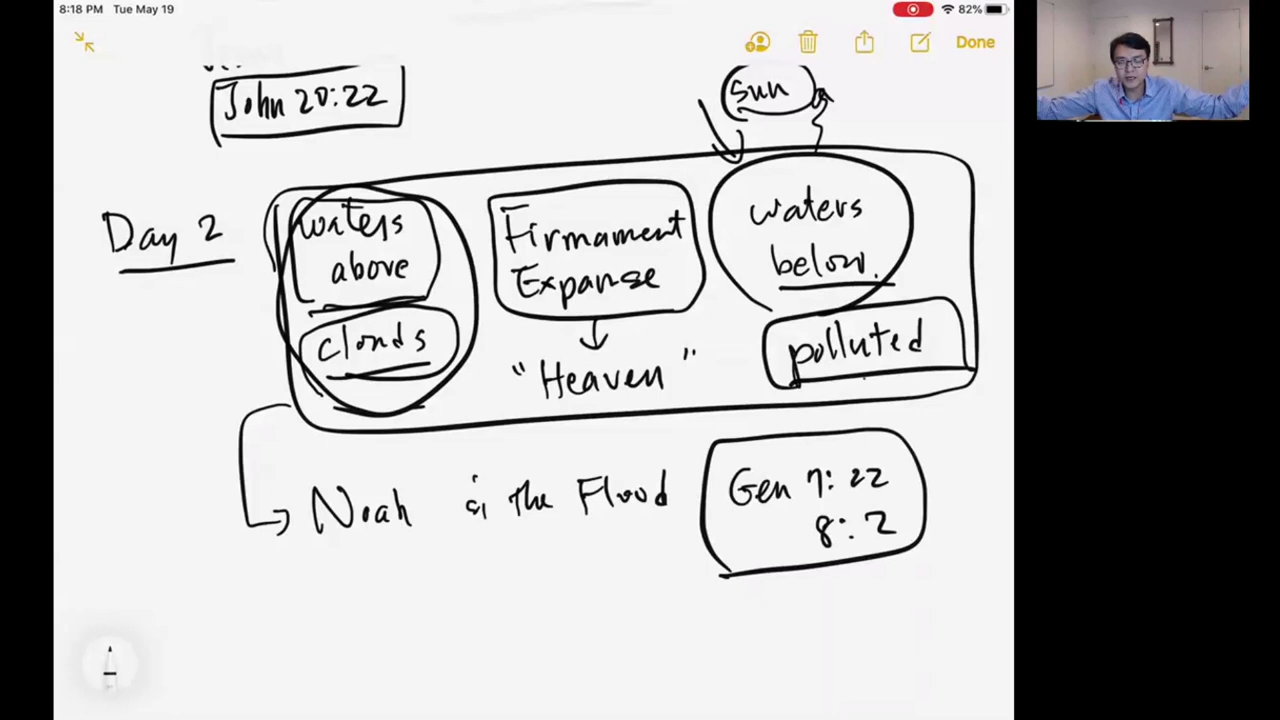 8:18 PM Tue May 19
82%
Done
John 20:22
sun
Day 2
waters
above
clouds
Firmament
Expanse
"Heaven"
waters
below.
polluted
Noah & the Flood
Gen 7:22
8:2